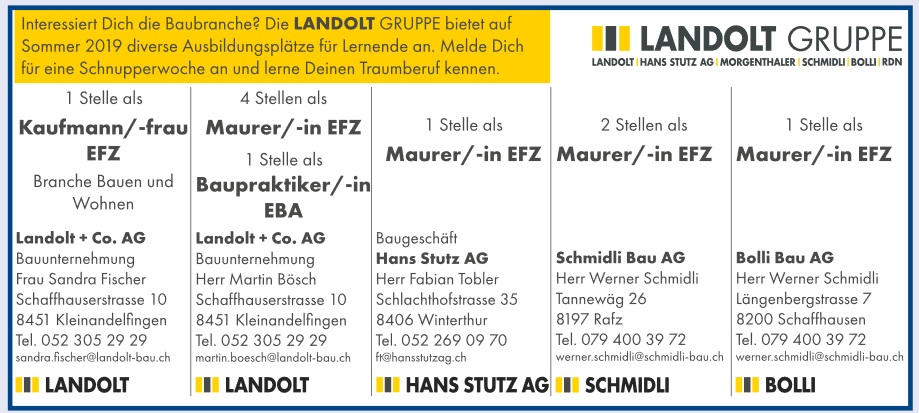 Interessiert Dich die Baubranche? Die LANDOLT GRUPPE bietet auf
Sommer 2019 diverse Ausbildungsplätze für Lernende an. Melde Dich
für eine Schnupperwoche an und lerne Deinen Traumberuf kennen.
LANDOLT GRUPPE
LANDOLT | HANS STUTZ AG | MORGENTHALER | SCHMIDLI | BOLLI | RDN
1 Stelle als
Kaufmann/-frau
EFZ
Branche Bauen und
Wohnen
Landolt + Co. AG
Bauunternehmung
Frau Sandra Fischer
Schaffhauserstrasse 10
8451 Kleinandelfingen
Tel. 052 305 29 29
sandra.fischer@landolt-bau.ch
LANDOLT
4 Stellen als
Maurer/-in EFZ
1 Stelle als
Baupraktiker/-in
EBA
Landolt + Co. AG
Bauunternehmung
Herr Martin Bösch
Schaffhauserstrasse 10
8451 Kleinandelfingen
Tel. 052 305 29 29
martin.boesch@landolt-bau.ch
LANDOLT
1 Stelle als
Maurer/-in EFZ
Baugeschäft
Hans Stutz AG
Herr Fabian Tobler
Schlachthofstrasse 35
8406 Winterthur
Tel. 052 269 09 70
ft@hansstutzag.ch
HANS STUTZ AG
2 Stellen als
Maurer/-in EFZ
Schmidli Bau AG
Herr Werner Schmidli
Tannewäg 26
8197 Rafz
Tel. 079 400 39 72
werner.schmidli@schmidli-bau.ch
SCHMIDLI
1 Stelle als
Maurer/-in EFZ
Bolli Bau AG
Herr Werner Schmidli
Längenbergstrasse 7
8200 Schaffhausen
Tel. 079 400 39 72
werner.schmidli@schmidli-bau.ch
BOLLI